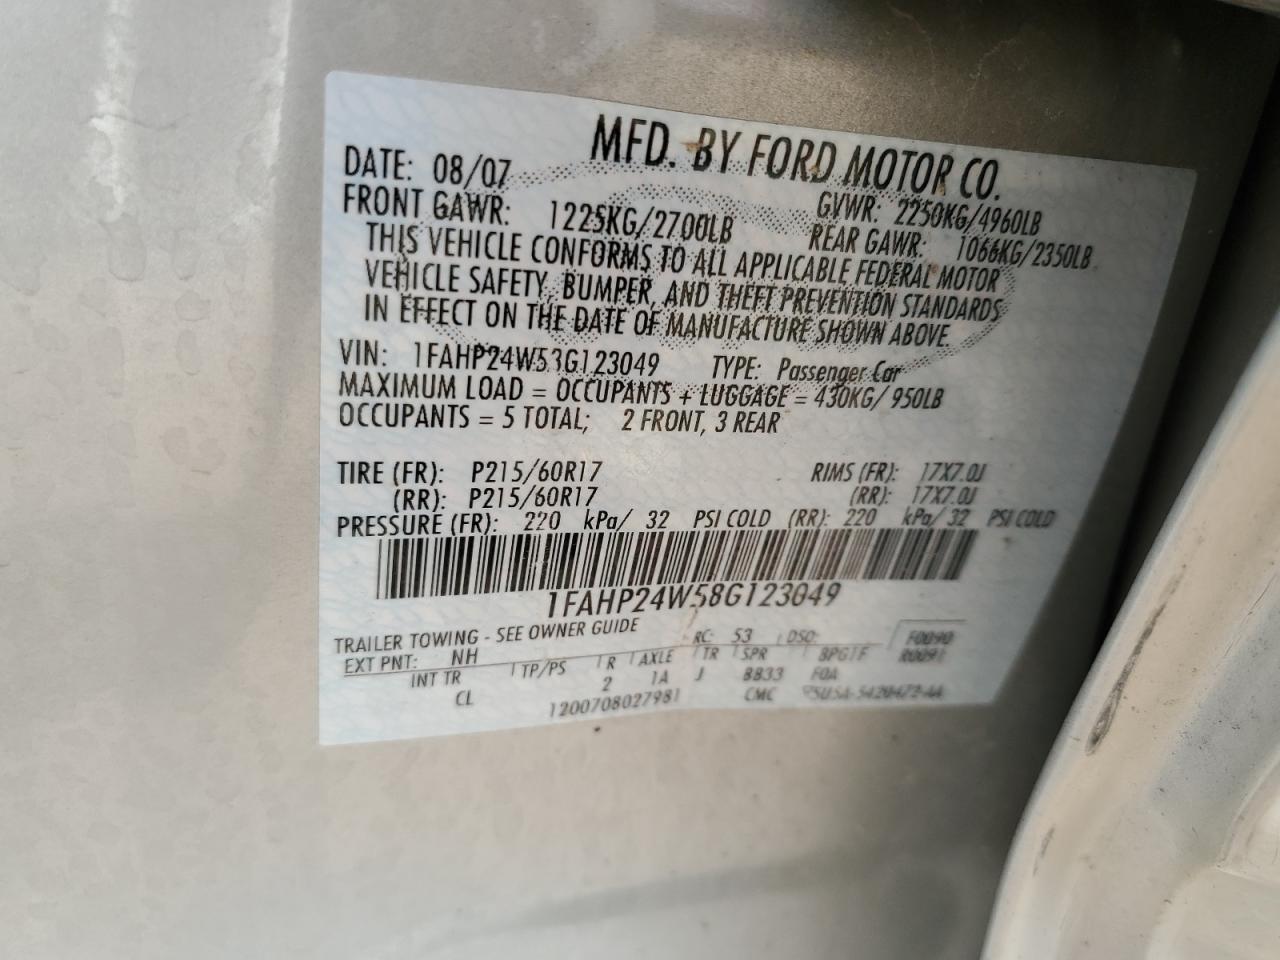 MFD. BY FORD MOTOR CO.
DATE: 08/07 GVWR: 2250KG/4960LB
FRONT GAWR: 1225KG/2700LB REAR GAWR: 1066KG/2350LB
THIS VEHICLE CONFORMS TO ALL APPLICABLE FEDERAL MOTOR
VEHICLE SAFETY, BUMPER, AND THEFT PREVENTION STANDARDS
IN EFFECT ON THE DATE OF MANUFACTURE SHOWN ABOVE.
VIN: 1FAHP24W53G123049 TYPE: Passenger Car
MAXIMUM LOAD = OCCUPANTS + LUGGAGE = 430KG/ 950LB
OCCUPANTS = 5 TOTAL; 2 FRONT, 3 REAR
TIRE (FR): P215/60R17 RIMS (FR): 17X7.0J
(RR): P215/60R17 (RR): 17X7.0J
PRESSURE (FR): 220 kPa/ 32 PSI COLD (RR): 220 kPa/ 32 PSI COLD
1FAHP24W58G123049
TRAILER TOWING - SEE OWNER GUIDE RC: 53 DSO: F0090
EXT PNT: NH R0091
INT TR TP/PS R AXLE TR SPR
CL 2 1A J BB33 FOA
1200708027981 CMC